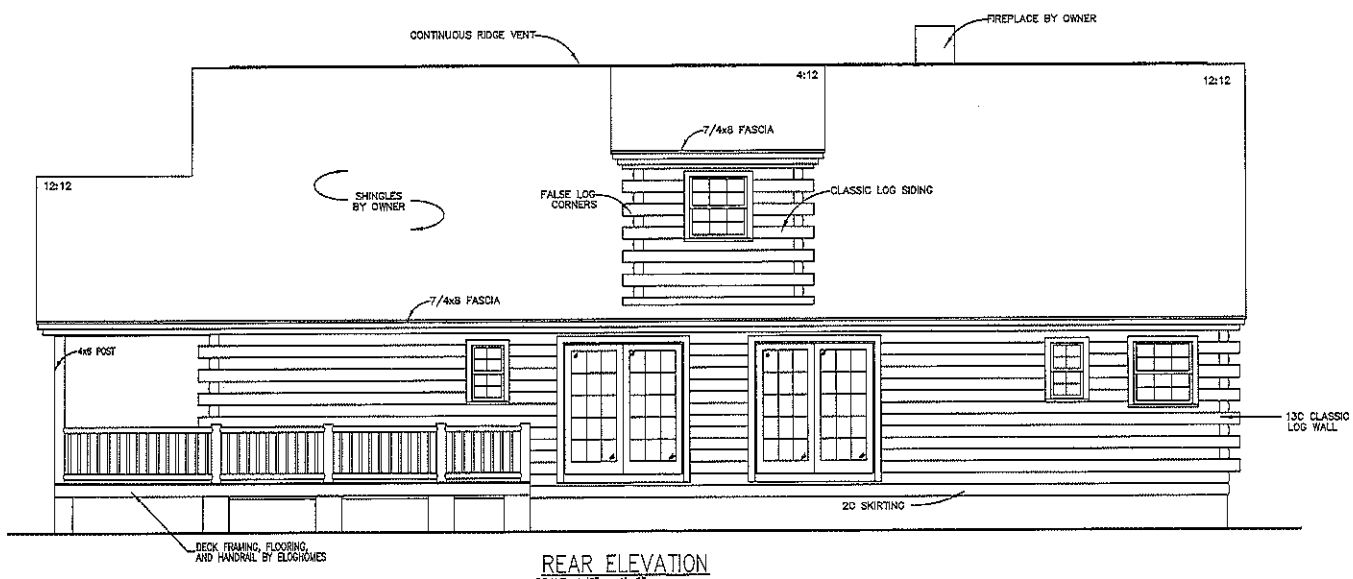 FIREPLACE BY OWNER
CONTINUOUS RIDGE VENT
4:12
12:12
7/4x8 FASCIA
12:12
SHINGLES
BY OWNER
FALSE LOG
CORNERS
CLASSIC LOG SIDING
7/4x8 FASCIA
4x6 POST
13C CLASSIC
LOG WALL
2C SKIRTING
DECK FRAMING, FLOORING,
AND HANDRAIL BY ELOGHOMES
REAR ELEVATION